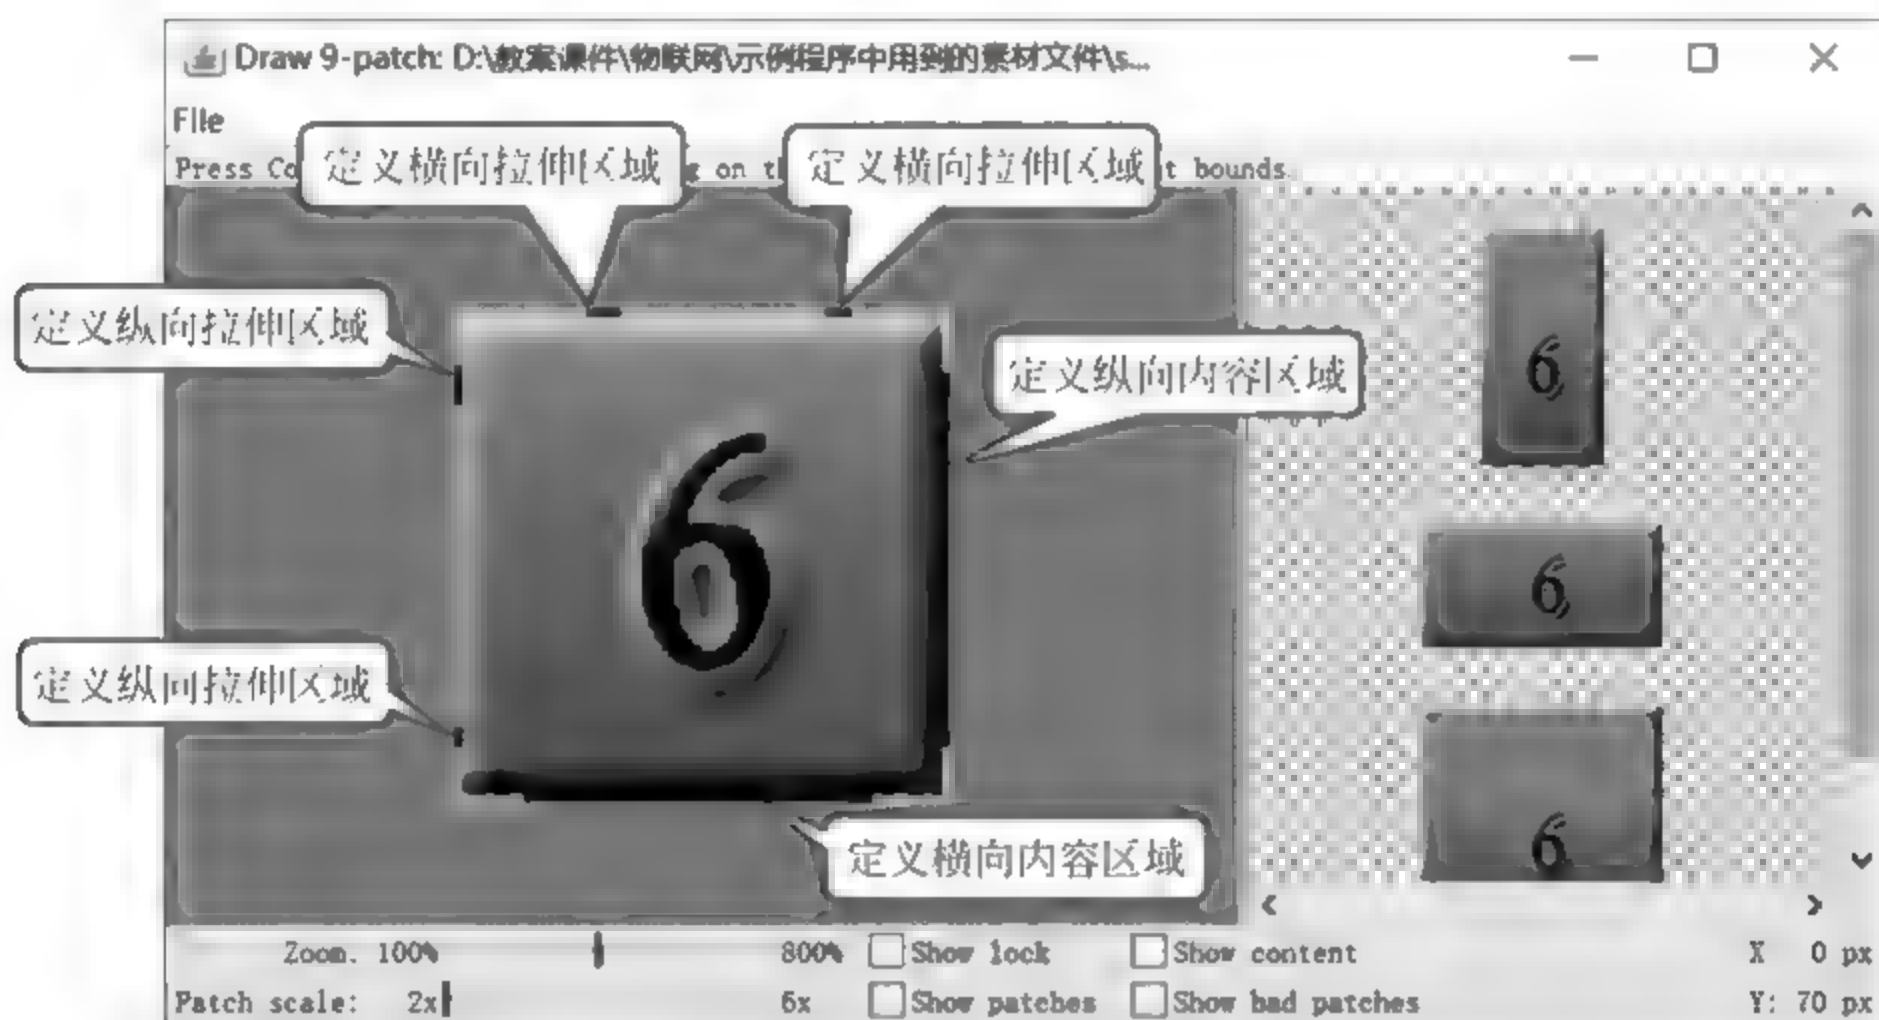 Draw 9-patch: D:\教案课件\物联网\示例程序中用到的素材文件\s...
File
Press Co
定义横向拉伸区域
on t
定义横向拉伸区域
t bounds.
定义纵向拉伸区域
定义纵向内容区域
6
6
6
定义纵向拉伸区域
6
定义横向内容区域
Zoom. 100% 800% Show lock Show content X 0 px
Patch scale: 2x 6x Show patches Show bad patches Y: 70 px